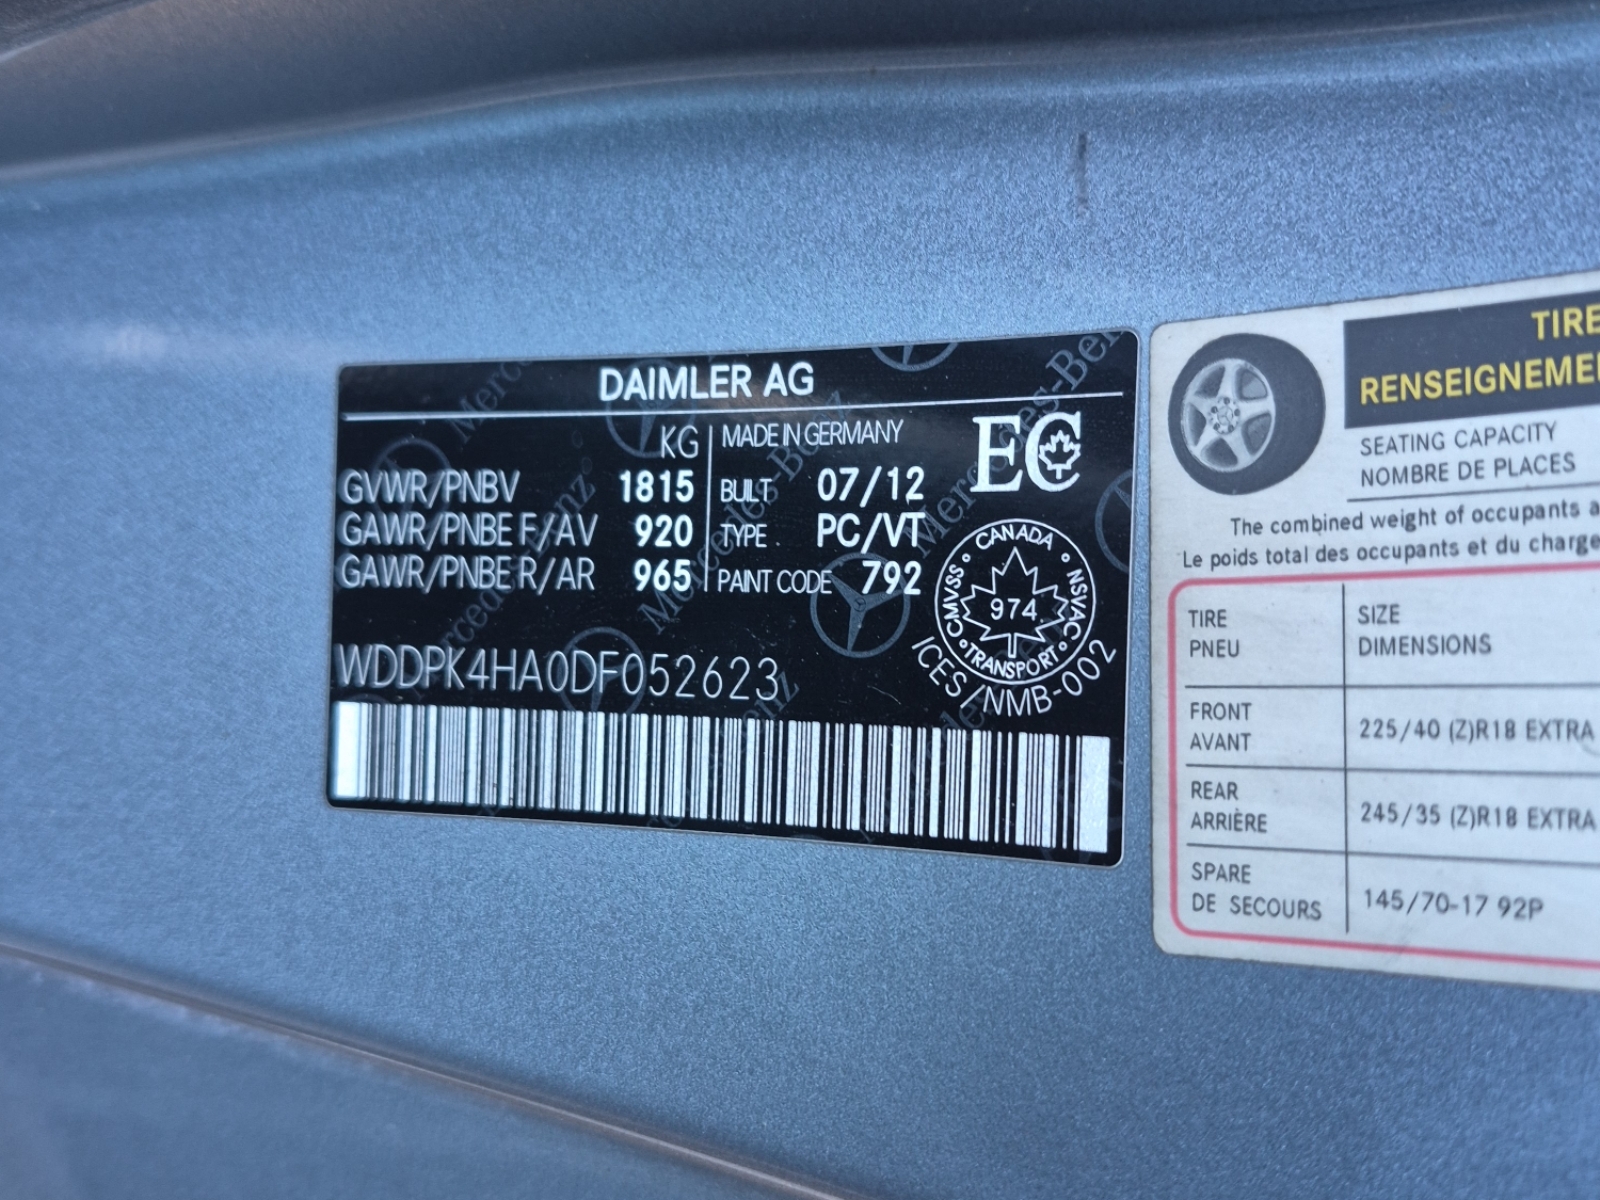 DAIMLER AG
KG
GVWR/PNBV 1815
GAWR/PNBE F/AV 920
GAWR/PNBE R/AR 965
MADE IN GERMANY
BUILT 07/12
TYPE PC/VT
PAINT CODE 792
EC
CANADA
CMVSS 974 NSVAC
TRANSPORT
ICES/NMB-002
WDDPK4HA0DF052623
Mercedes-Benz
TIRE
RENSEIGNEME
SEATING CAPACITY
NOMBRE DE PLACES
The combined weight of occupants a
Le poids total des occupants et du charge
TIRE
PNEU
SIZE
DIMENSIONS
FRONT
AVANT
225/40 (Z)R18 EXTRA
REAR
ARRIÈRE
245/35 (Z)R18 EXTRA
SPARE
DE SECOURS
145/70-17 92P